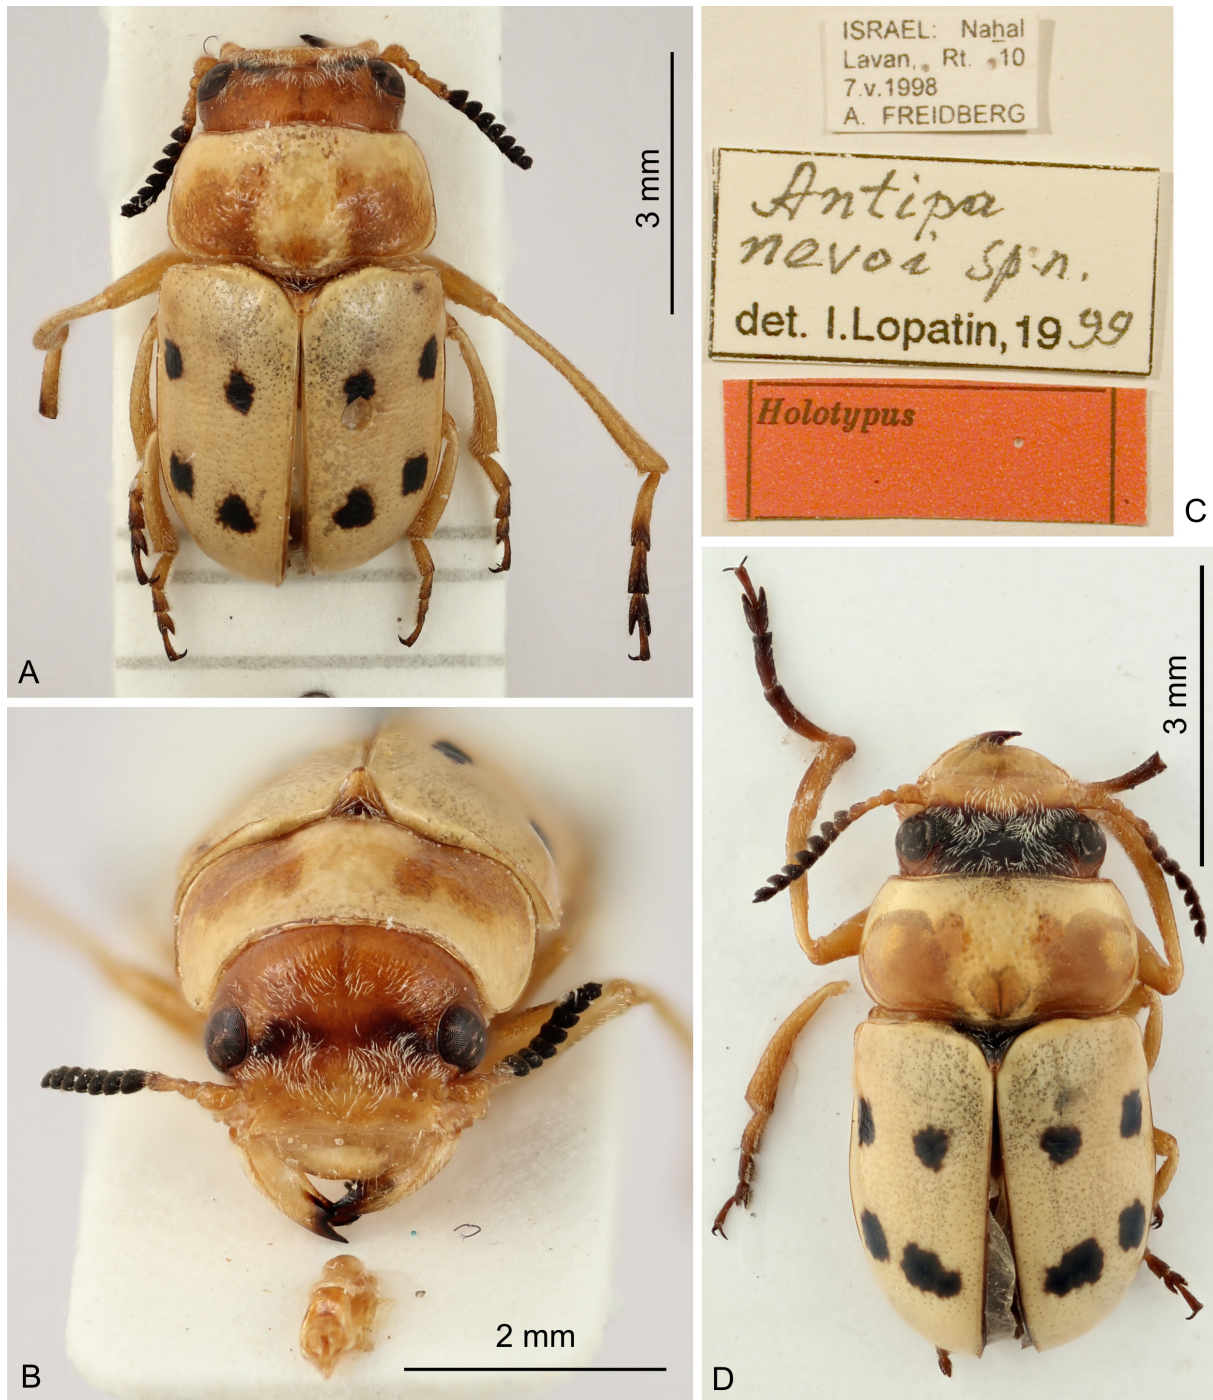 3 mm
A
ISRAEL: Nahal
Lavan, Rt. 10
7.v.1998
A. FREIDBERG
Antipa
nevoi sp.n.
det. I.Lopatin, 1999
Holotypus
C
2 mm
B
3 mm
D